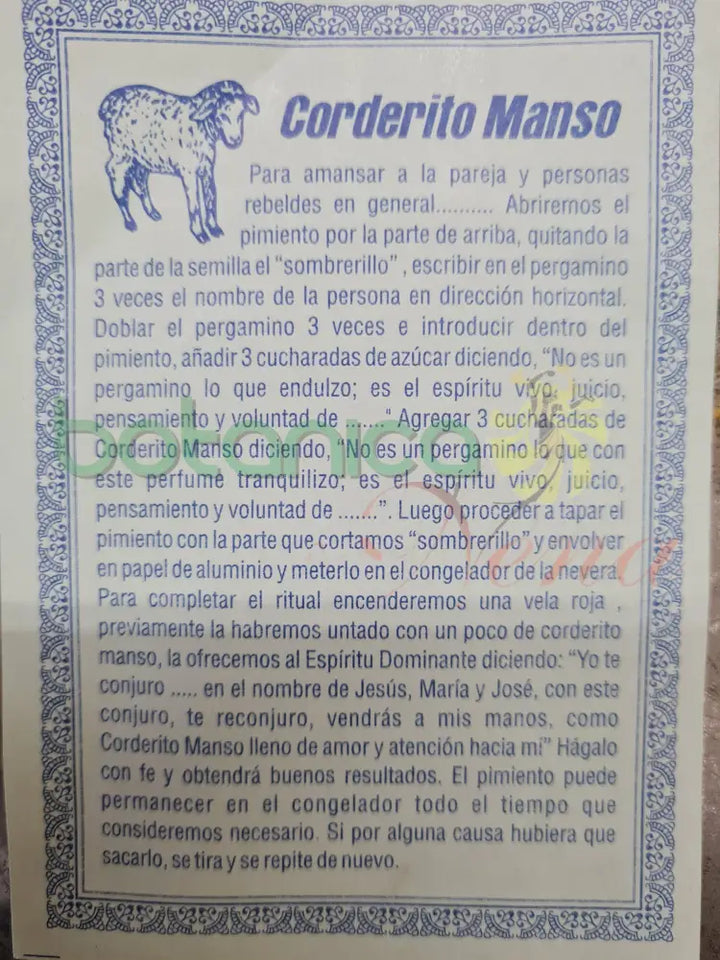 Corderito Manso
Para amansar a la pareja y personas
rebeldes en general.......... Abriremos el
pimiento por la parte de arriba, quitando la
parte de la semilla el “sombrerillo” , escribir en el pergamino
3 veces el nombre de la persona en dirección horizontal.
Doblar el pergamino 3 veces e introducir dentro del
pimiento, añadir 3 cucharadas de azúcar diciendo, “No es un
pergamino lo que endulzo; es el espíritu vivo, juicio,
pensamiento y voluntad de ......." Agregar 3 cucharadas de
Corderito Manso diciendo, “No es un pergamino lo que con
este perfume tranquilizo; es el espíritu vivo, juicio,
pensamiento y voluntad de .......”. Luego proceder a tapar el
pimiento con la parte que cortamos “sombrerillo” y envolver
en papel de aluminio y meterlo en el congelador de la nevera.
Para completar el ritual encenderemos una vela roja ,
previamente la habremos untado con un poco de corderito
manso, la ofrecemos al Espíritu Dominante diciendo: “Yo te
conjuro ..... en el nombre de Jesús, María y José, con este
conjuro, te reconjuro, vendrás a mis manos, como
Corderito Manso lleno de amor y atención hacia mí” Hágalo
con fe y obtendrá buenos resultados. El pimiento puede
permanecer en el congelador todo el tiempo que
consideremos necesario. Si por alguna causa hubiera que
sacarlo, se tira y se repite de nuevo.
botanica
Nena